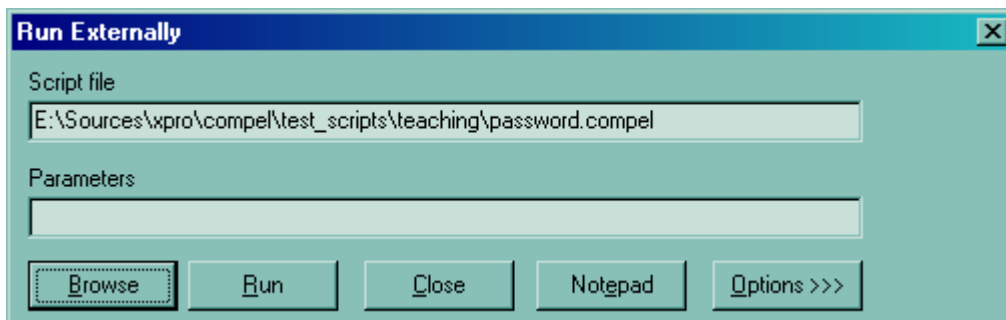 Run Externally
Script file
E:\Sources\xpro\compel\test_scripts\teaching\password.compel
Parameters
Browse Run Close Notepad Options >>>